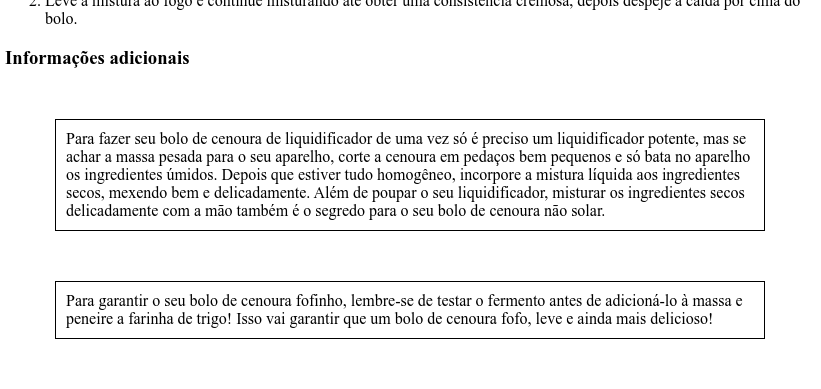 2. Leve a mistura ao fogo e continue misturando até obter uma consistência cremosa, depois despeje a calda por cima do
bolo.
Informações adicionais
Para fazer seu bolo de cenoura de liquidificador de uma vez só é preciso um liquidificador potente, mas se
achar a massa pesada para o seu aparelho, corte a cenoura em pedaços bem pequenos e só bata no aparelho
os ingredientes úmidos. Depois que estiver tudo homogêneo, incorpore a mistura líquida aos ingredientes
secos, mexendo bem e delicadamente. Além de poupar o seu liquidificador, misturar os ingredientes secos
delicadamente com a mão também é o segredo para o seu bolo de cenoura não solar.
Para garantir o seu bolo de cenoura fofinho, lembre-se de testar o fermento antes de adicioná-lo à massa e
peneire a farinha de trigo! Isso vai garantir que um bolo de cenoura fofo, leve e ainda mais delicioso!